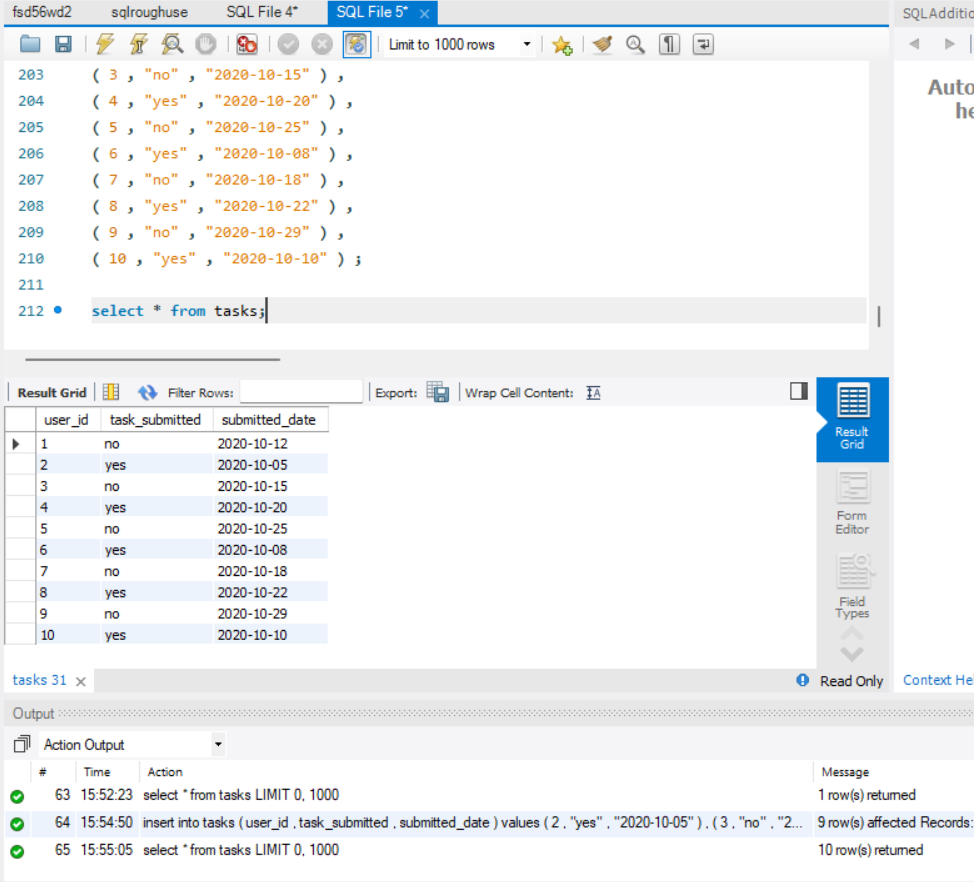 fsd56wd2 sqlroughuse SQL File 4* SQL File 5* × SQLAdditio
Limit to 1000 rows
203 ( 3 , "no" , "2020-10-15" ) ,
204 ( 4 , "yes" , "2020-10-20" ) ,
205 ( 5 , "no" , "2020-10-25" ) ,
206 ( 6 , "yes" , "2020-10-08" ) ,
207 ( 7 , "no" , "2020-10-18" ) ,
208 ( 8 , "yes" , "2020-10-22" ) ,
209 ( 9 , "no" , "2020-10-29" ) ,
210 ( 10 , "yes" , "2020-10-10" ) ;
211
212 select * from tasks;
Auto
he
Result Grid Filter Rows: Export: Wrap Cell Content: IA
user_id task_submitted submitted_date
1 no 2020-10-12
2 yes 2020-10-05
3 no 2020-10-15
4 yes 2020-10-20
5 no 2020-10-25
6 yes 2020-10-08
7 no 2020-10-18
8 yes 2020-10-22
9 no 2020-10-29
10 yes 2020-10-10
Result
Grid
Form
Editor
Field
Types
tasks 31 × Read Only Context Hel
Output
Action Output
# Time Action Message
63 15:52:23 select * from tasks LIMIT 0, 1000 1 row(s) returned
64 15:54:50 insert into tasks ( user_id , task_submitted , submitted_date ) values ( 2 , "yes" , "2020-10-05" ) , ( 3 , "no" , "2... 9 row(s) affected Records:
65 15:55:05 select * from tasks LIMIT 0, 1000 10 row(s) returned